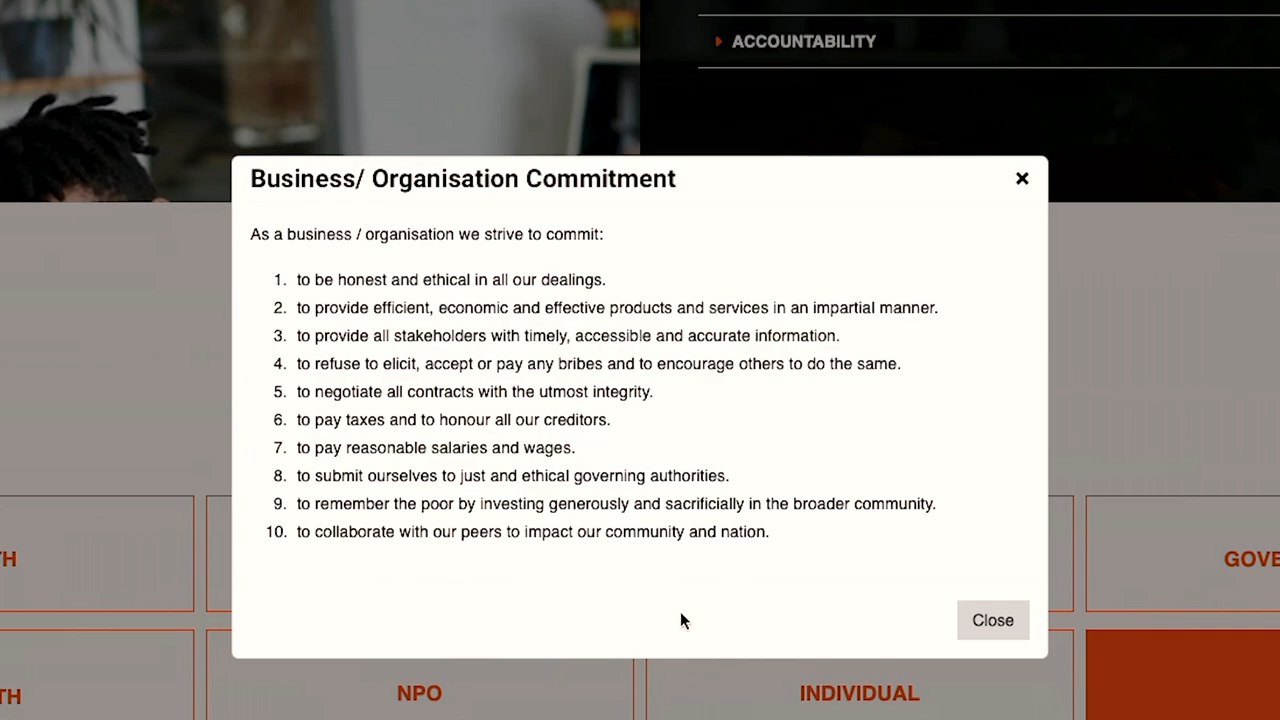 ACCOUNTABILITY
Business/ Organisation Commitment
As a business / organisation we strive to commit:
1. to be honest and ethical in all our dealings.
2. to provide efficient, economic and effective products and services in an impartial manner.
3. to provide all stakeholders with timely, accessible and accurate information.
4. to refuse to elicit, accept or pay any bribes and to encourage others to do the same.
5. to negotiate all contracts with the utmost integrity.
6. to pay taxes and to honour all our creditors.
7. to pay reasonable salaries and wages.
8. to submit ourselves to just and ethical governing authorities.
9. to remember the poor by investing generously and sacrificially in the broader community.
10. to collaborate with our peers to impact our community and nation.
Close
NPO
INDIVIDUAL